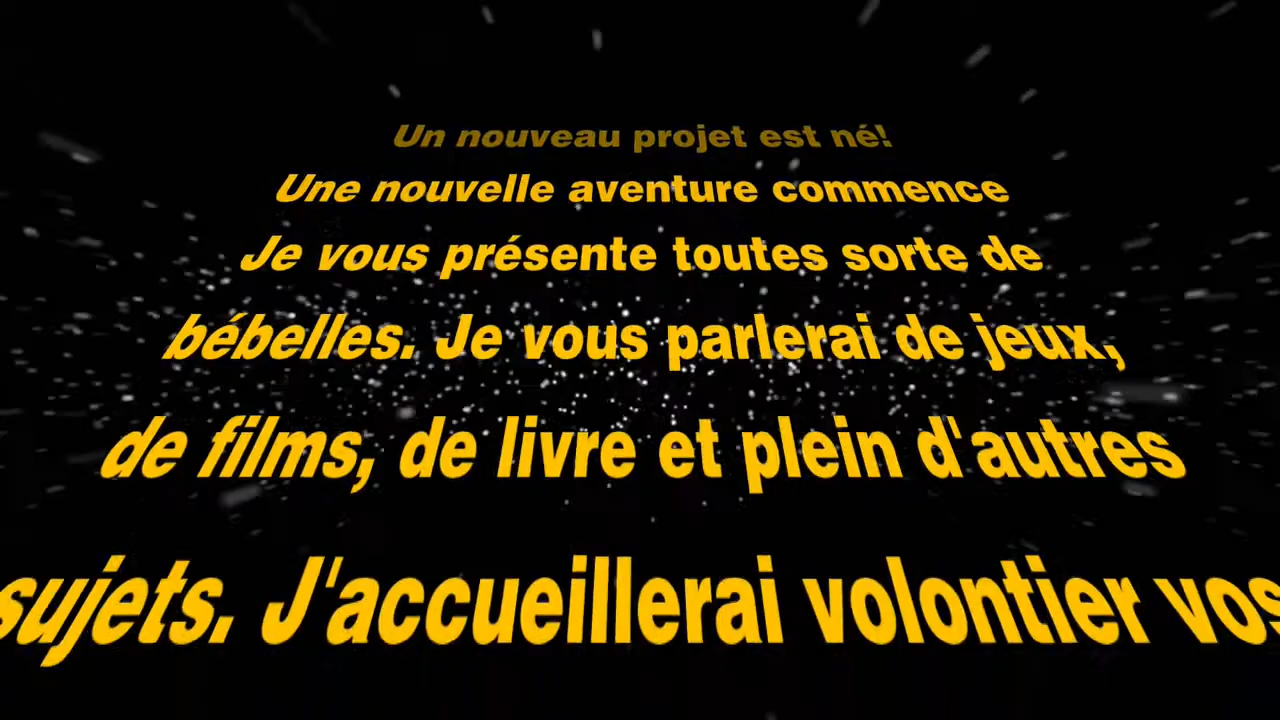 Un nouveau projet est né!
Une nouvelle aventure commence
Je vous présente toutes sorte de
bébelles. Je vous parlerai de jeux,
de films, de livre et plein d'autres
sujets. J'accueillerai volontier vos